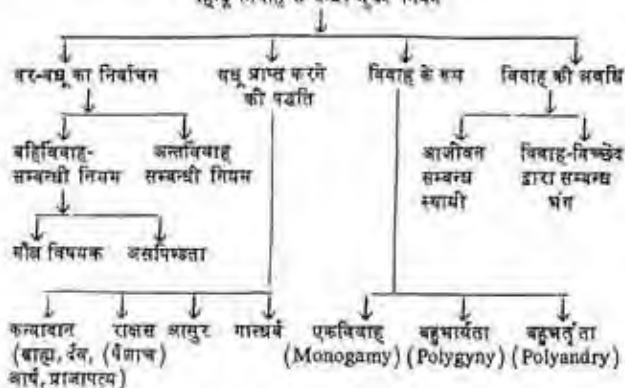 वर-वधू का निर्वाचन वधू प्राप्त करने विवाह के रूप विवाह की अवधि
की पद्धति
बहिर्विवाह- अन्तर्विवाह आजीवन विवाह-विच्छेद
सम्बन्धी नियम सम्बन्धी नियम सम्बन्ध द्वारा सम्बन्ध
स्थायी भंग
गोत्र विषयक असपिण्डता
कन्यादान राक्षस आसुर गान्धर्व एकविवाह बहुभार्यता बहुभर्तृता
(ब्राह्म, दैव, (पैशाच) (Monogamy) (Polygyny) (Polyandry)
आर्ष, प्राजापत्य)